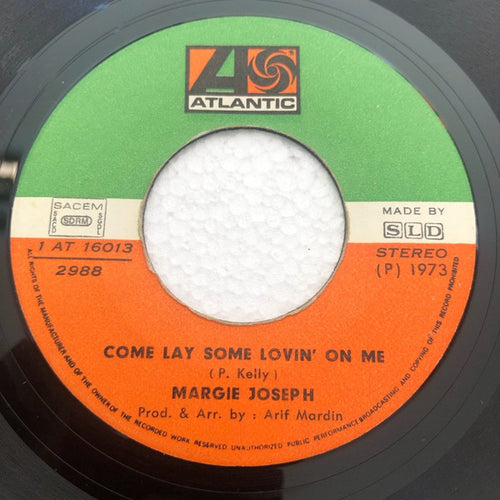 ATLANTIC
SACEM
SACD SDRM SGDL
1 AT 16013
2988
MADE BY
SLD
STEREO
(P) 1973
COME LAY SOME LOVIN' ON ME
(P. Kelly)
MARGIE JOSEPH
Prod. & Arr. by : Arif Mardin
ALL RIGHTS OF THE MANUFACTURER AND OF THE OWNER OF THE RECORDED WORK RESERVED UNAUTHORIZED PUBLIC PERFORMANCE BROADCASTING AND COPYING OF THIS RECORD PROHIBITED